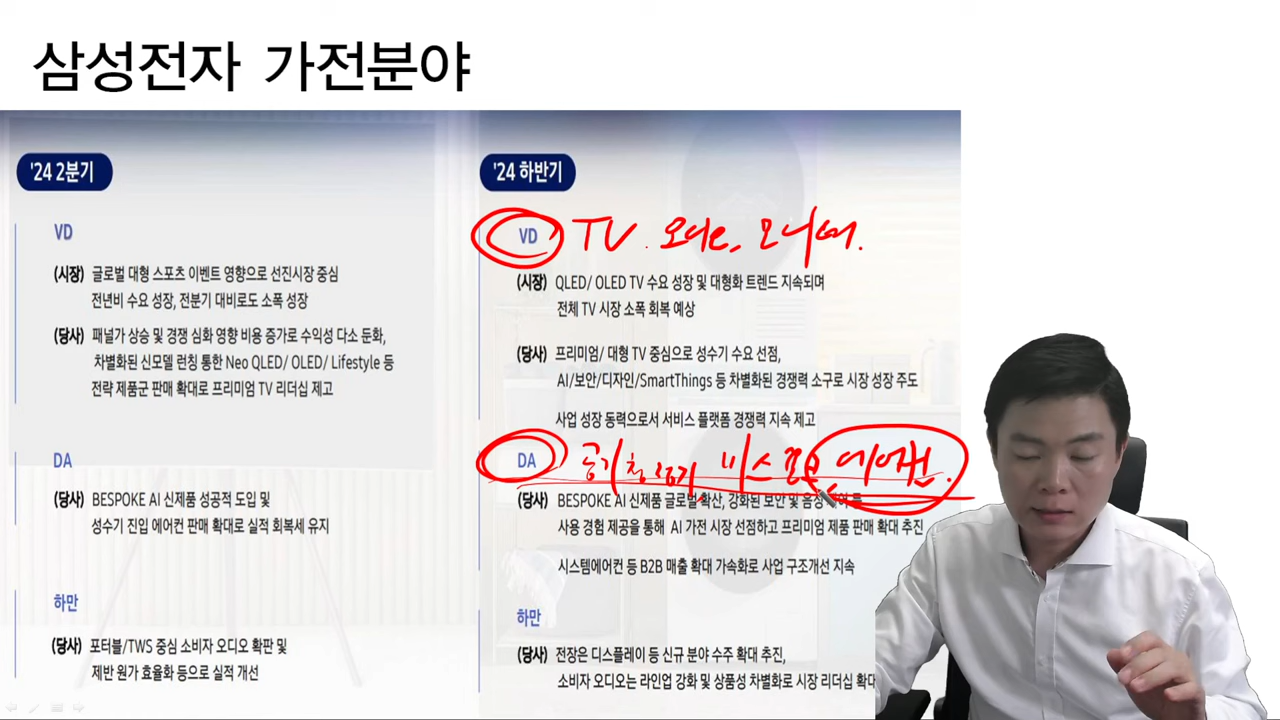 삼성전자 가전분야
'24 2분기
VD
(시장) 글로벌 대형 스포츠 이벤트 영향으로 선진시장 중심
전년비 수요 성장, 전분기 대비로도 소폭 성장
(당사) 패널가 상승 및 경쟁 심화 영향 비용 증가로 수익성 다소 둔화,
차별화된 신모델 런칭 통한 Neo QLED/ OLED/ Lifestyle 등
전략 제품군 판매 확대로 프리미엄 TV 리더십 제고
DA
(당사) BESPOKE AI 신제품 성공적 도입 및
성수기 진입 에어컨 판매 확대로 실적 회복세 유지
하만
(당사) 포터블/TWS 중심 소비자 오디오 확판 및
제반 원가 효율화 등으로 실적 개선
'24 하반기
VD TV. 오디오, 모니터.
(시장) QLED/ OLED TV 수요 성장 및 대형화 트렌드 지속되며
전체 TV 시장 소폭 회복 예상
(당사) 프리미엄/ 대형 TV 중심으로 성수기 수요 선점,
AI/보안/디자인/SmartThings 등 차별화된 경쟁력 소구로 시장 성장 주도
사업 성장 동력으로서 서비스 플랫폼 경쟁력 지속 제고
DA 공기청정기 비스포크 에어컨.
(당사) BESPOKE AI 신제품 글로벌 확산, 강화된 보안 및 음성제어 등
사용 경험 제공을 통해 AI 가전 시장 선점하고 프리미엄 제품 판매 확대 추진
시스템에어컨 등 B2B 매출 확대 가속화로 사업 구조개선 지속
하만
(당사) 전장은 디스플레이 등 신규 분야 수주 확대 추진,
소비자 오디오는 라인업 강화 및 상품성 차별화로 시장 리더십 확대